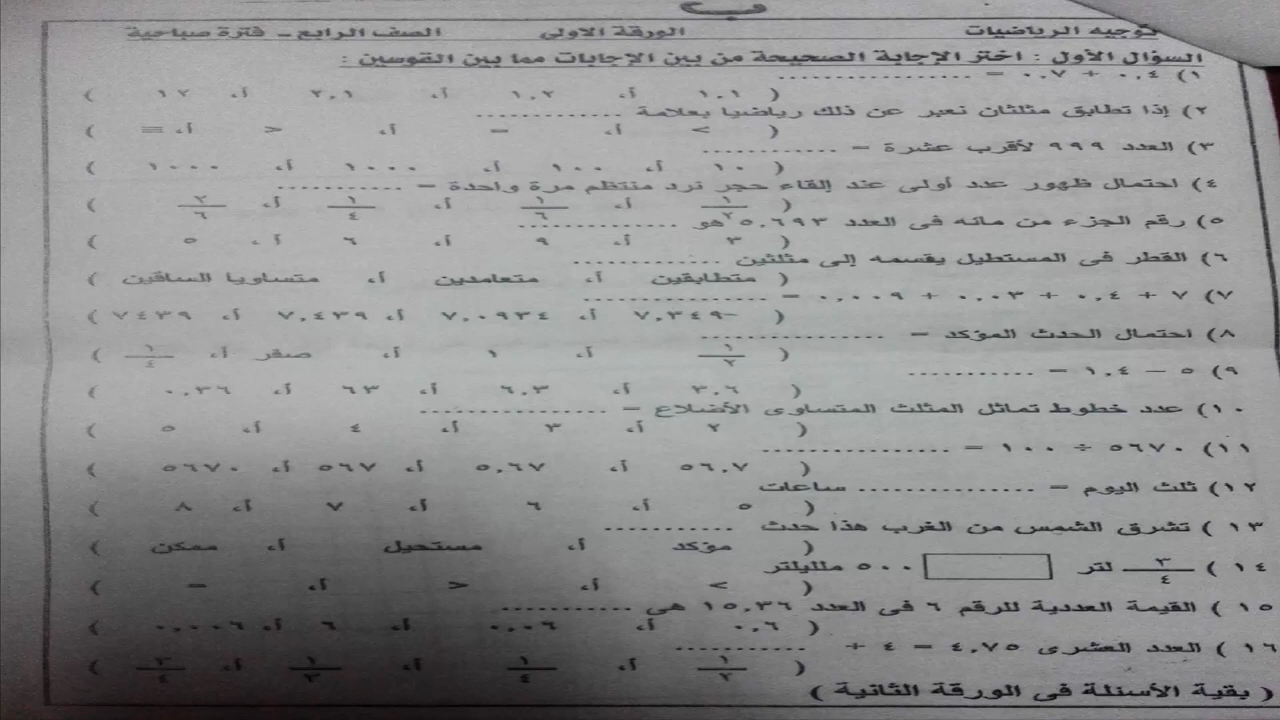 ب
توجيه الرياضيات الورقة الاولى الصف الرابع - فترة صباحية
السؤال الأول : اختر الإجابة الصحيحة من بين الإجابات مما بين القوسين :
١) ٠.٤ + ٠.٧ = ..................
( ١.١ أ، ١.٢ أ، ٢.١ أ، ١٢ )
٢) إذا تطابق مثلثان نعبر عن ذلك رياضيا بعلامة .............
( > أ، = أ، < أ، ≡ )
٣) العدد ٩٩٩ لأقرب عشرة = .............
( ١٠ أ، ١٠٠ أ، ١٠٠٠ أ، ١٠٠٠٠ )
٤) احتمال ظهور عدد أولى عند إلقاء حجر نرد منتظم مرة واحدة = ............
( ١/٢ أ، ١/٦ أ، ١/٤ أ، ٢/٦ )
٥) رقم الجزء من مائه فى العدد ٥.٦٩٣ هو ...............
( ٣ أ، ٩ أ، ٦ أ، ٥ )
٦) القطر فى المستطيل يقسمه إلى مثلثين .............
( متطابقين أ، متعامدين أ، متساويا الساقين )
٧) ٧ + ٠.٤ + ٠.٠٣ + ٠.٠٠٩ = ...............
( ٧.٣٤٩ أ، ٧.٠٩٣٤ أ، ٧.٤٣٩ أ، ٧٤٣٩ )
٨) احتمال الحدث المؤكد = ................
( ١/٢ أ، ١ أ، صفر أ، ١/٤ )
٩) ٥ – ١.٤ = ............
( ٣.٦ أ، ٦.٣ أ، ٦٣ أ، ٠.٣٦ )
١٠) عدد خطوط تماثل المثلث المتساوى الأضلاع = ................
( ٢ أ، ٣ أ، ٤ أ، ٥ )
١١) ٥٦٧٠ ÷ ١٠٠ = ................
( ٥٦.٧ أ، ٥.٦٧ أ، ٥٦٧ أ، ٥٦٧٠ )
١٢) ثلث اليوم = ................ ساعات
( ٥ أ، ٦ أ، ٧ أ، ٨ )
١٣ ) تشرق الشمس من الغرب هذا حدث ............
( مؤكد أ، مستحيل أ، ممكن )
١٤ ) ٣/٤ لتر ٥٠٠ ملليلتر
( > أ، < أ، = )
١٥ ) القيمة العددية للرقم ٦ فى العدد ١٥.٣٦ هى ............
( ٠.٦ أ، ٠.٠٦ أ، ٦ أ، ٠.٠٠٦ )
١٦ ) العدد العشرى ٤.٧٥ = ٤ + ............
( ١/٢ أ، ١/٤ أ، ١/٣ أ، ٣/٤ )
( بقية الأسئلة فى الورقة الثانية )